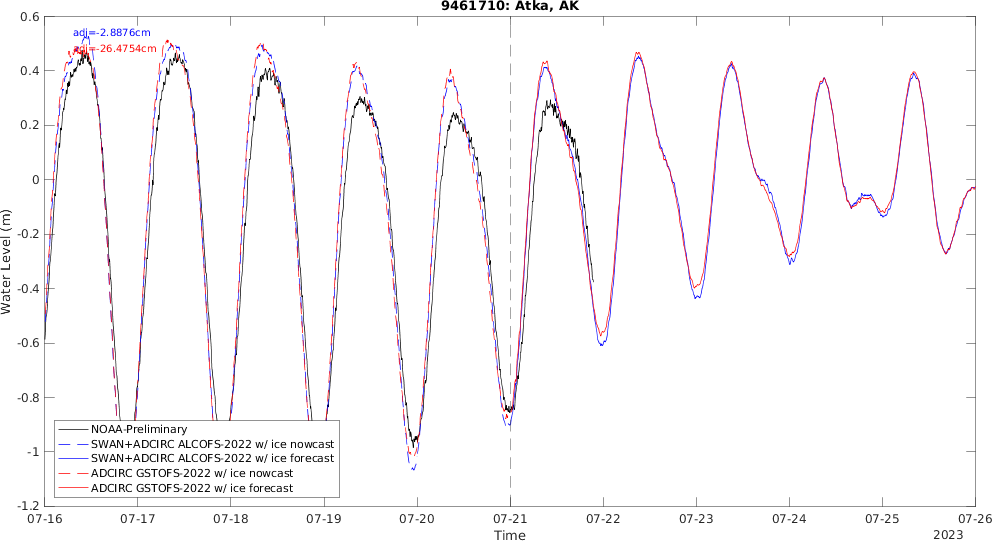 9461710: Atka, AK
adj=-2.8876cm
adj=-26.4754cm
Water Level (m)
0.6
0.4
0.2
0
-0.2
-0.4
-0.6
-0.8
-1
-1.2
NOAA-Preliminary
SWAN+ADCIRC ALCOFS-2022 w/ ice nowcast
SWAN+ADCIRC ALCOFS-2022 w/ ice forecast
ADCIRC GSTOFS-2022 w/ ice nowcast
ADCIRC GSTOFS-2022 w/ ice forecast
07-16 07-17 07-18 07-19 07-20 07-21 07-22 07-23 07-24 07-25 07-26
Time
2023